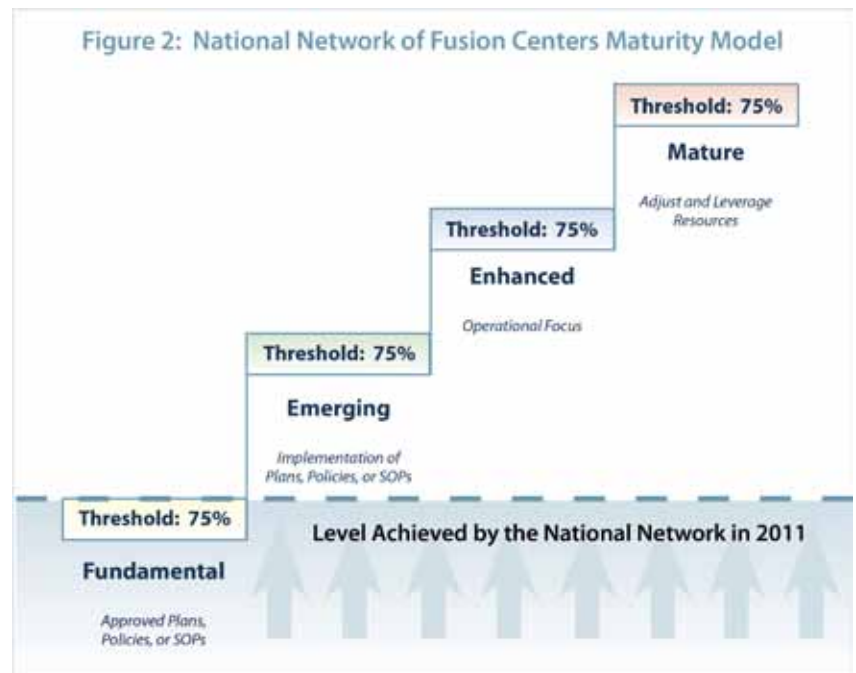 Figure 2: National Network of Fusion Centers Maturity Model
Threshold: 75%
Mature
Adjust and Leverage
Resources
Threshold: 75%
Enhanced
Operational Focus
Threshold: 75%
Emerging
Implementation of
Plans, Policies, or SOPs
Threshold: 75%
Level Achieved by the National Network in 2011
Fundamental
Approved Plans,
Policies, or SOPs